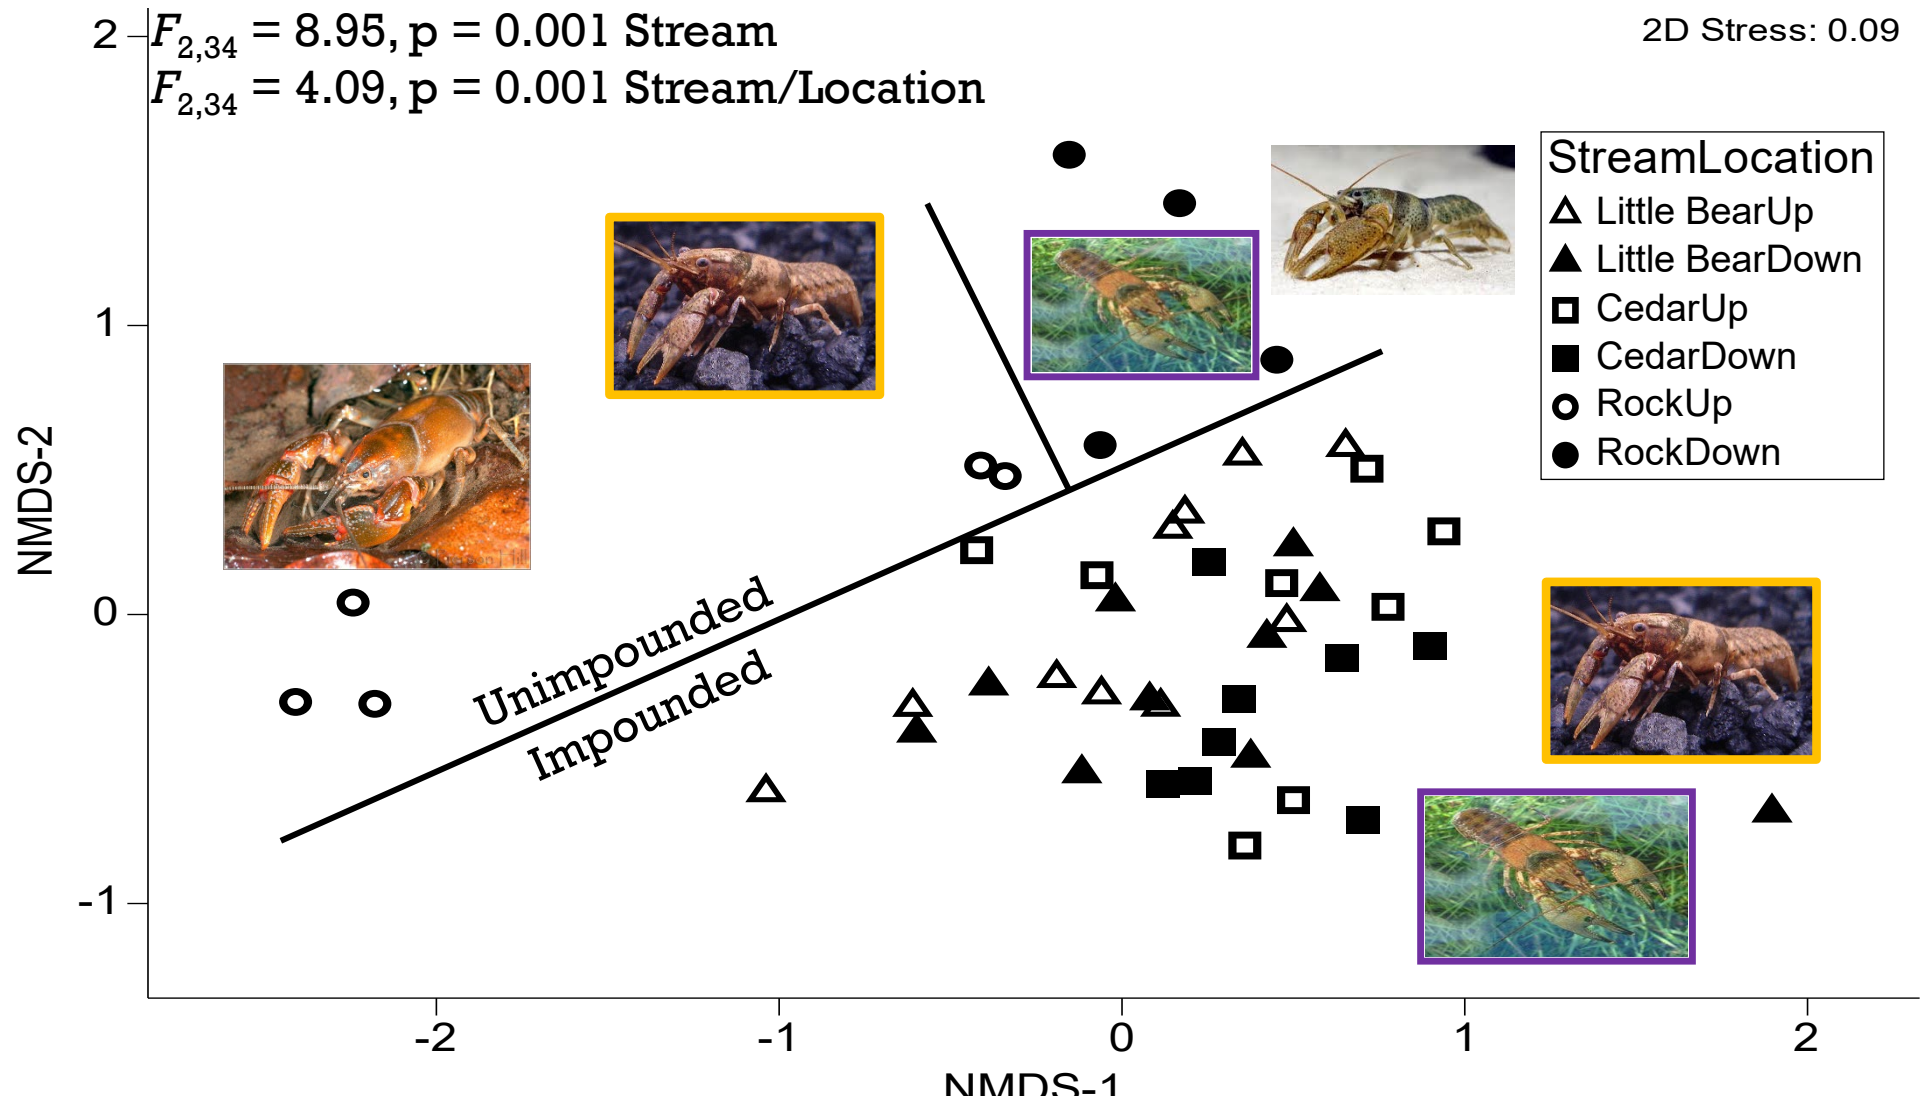 F2,34 = 8.95, p = 0.001 Stream
F2,34 = 4.09, p = 0.001 Stream/Location
2D Stress: 0.09
StreamLocation
Little BearUp
Little BearDown
CedarUp
CedarDown
RockUp
RockDown
2
1
0
-1
NMDS-2
Unimpounded
Impounded
-2
-1
0
1
2
NMDS-1